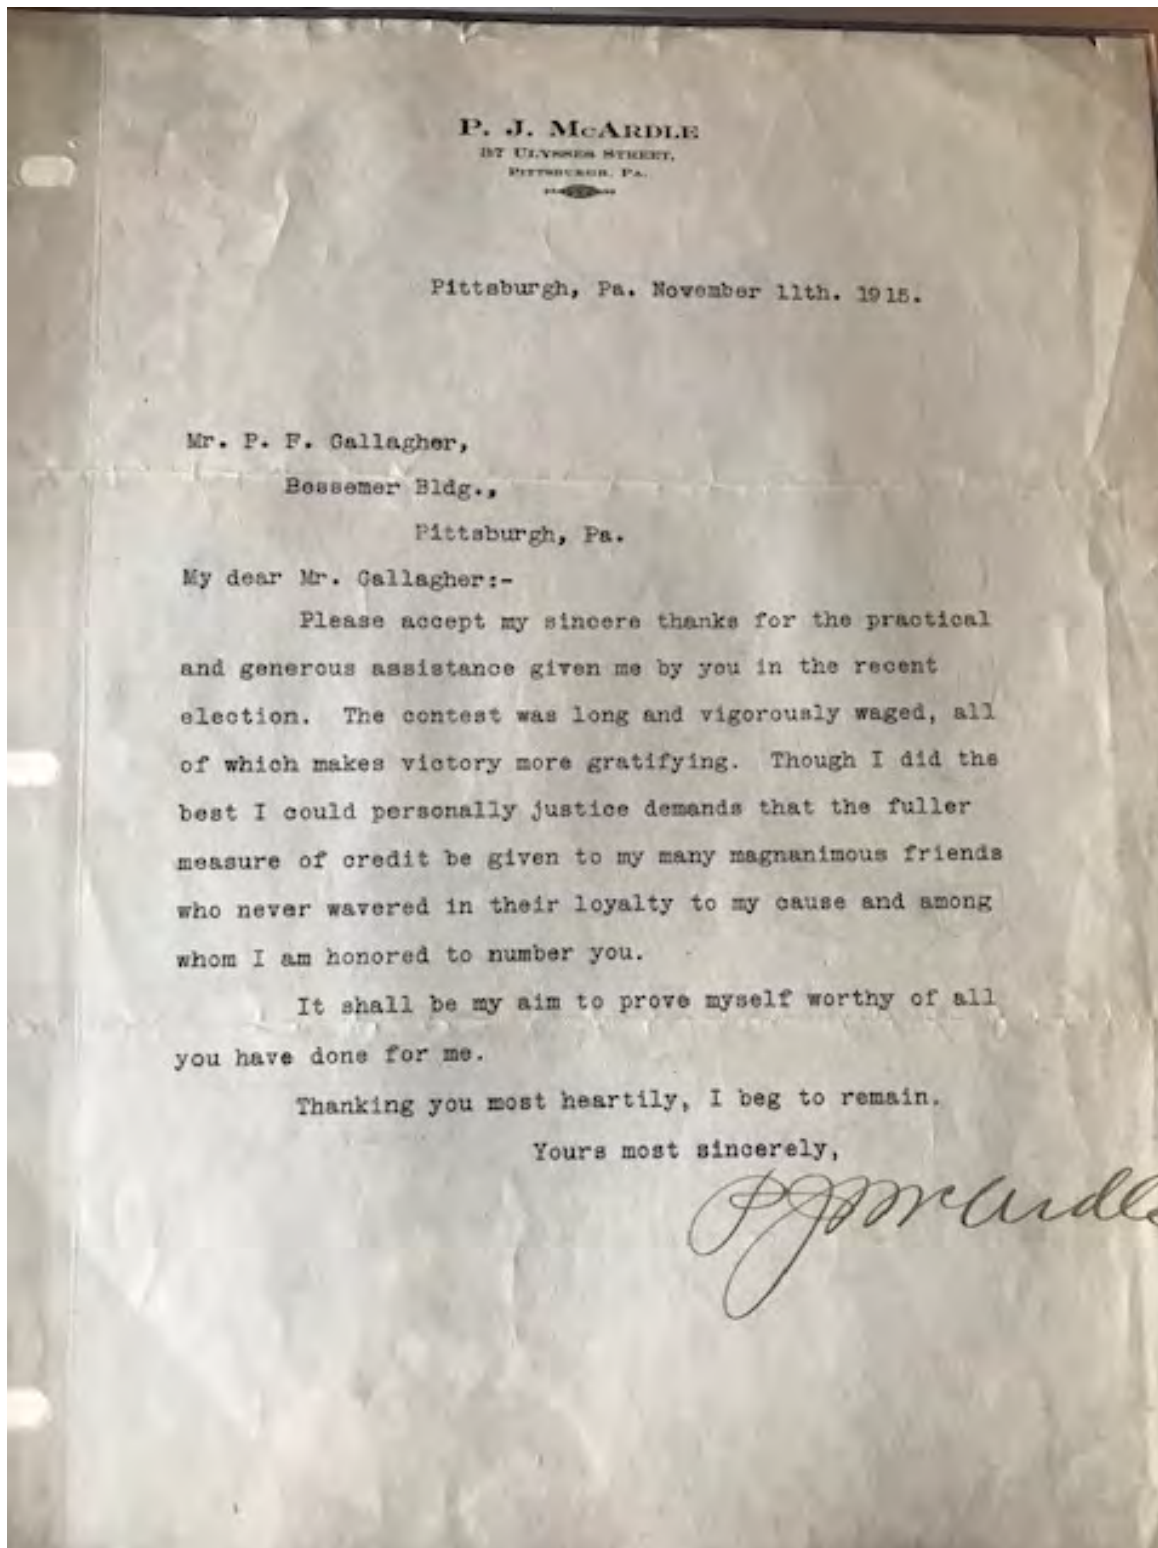 P. J. McArdle
Ulysses Street,
Pittsburgh, Pa.
Pittsburgh, Pa. November 11th. 1915.
Mr. P. F. Gallagher,
Bessemer Bldg.,
Pittsburgh, Pa.
My dear Mr. Gallagher:-
Please accept my sincere thanks for the practical
and generous assistance given me by you in the recent
election. The contest was long and vigorously waged, all
of which makes victory more gratifying. Though I did the
best I could personally justice demands that the fuller
measure of credit be given to my many magnanimous friends
who never wavered in their loyalty to my cause and among
whom I am honored to number you.
It shall be my aim to prove myself worthy of all
you have done for me.
Thanking you most heartily, I beg to remain.
Yours most sincerely,
P J McArdle